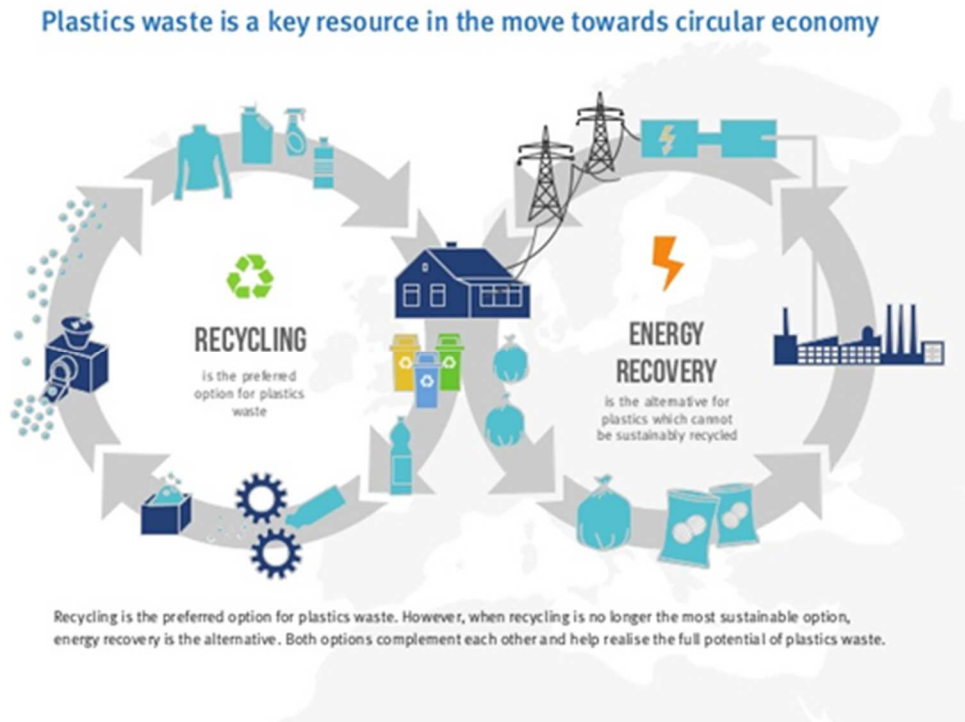 Plastics waste is a key resource in the move towards circular economy
RECYCLING
is the preferred
option for plastics
waste
ENERGY
RECOVERY
is the alternative for
plastics which cannot
be sustainably recycled
Recycling is the preferred option for plastics waste. However, when recycling is no longer the most sustainable option,
energy recovery is the alternative. Both options complement each other and help realise the full potential of plastics waste.